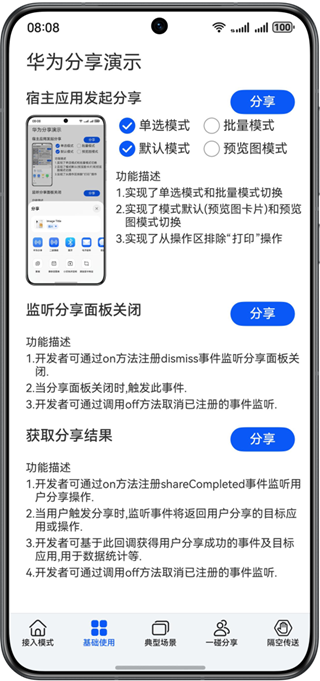 08:08
100
华为分享演示
宿主应用发起分享
分享
单选模式 批量模式
默认模式 预览图模式
华为分享演示
分享
功能描述
1.实现了单选模式和批量模式切换
2.实现了模式默认(预览图卡片)和预
览图模式切换
3.实现了从操作区排除“打印”操作
监听分享面板关闭
分享
功能描述
1.开发者可通过on方法注册dismiss事件监听分享面板关
闭.
2.当分享面板关闭时,触发此事件.
3.开发者可通过调用off方法取消已注册的事件监听.
获取分享结果
分享
功能描述
1.开发者可通过on方法注册shareCompleted事件监听用
户分享操作.
2.当用户触发分享时,监听事件将返回用户分享的目标应
用或操作.
3.开发者可基于此回调获得用户分享成功的事件及目标
应用,用于数据统计等.
4.开发者可通过调用off方法取消已注册的事件监听.
接入模式 基础使用 典型场景 一碰分享 隔空传送